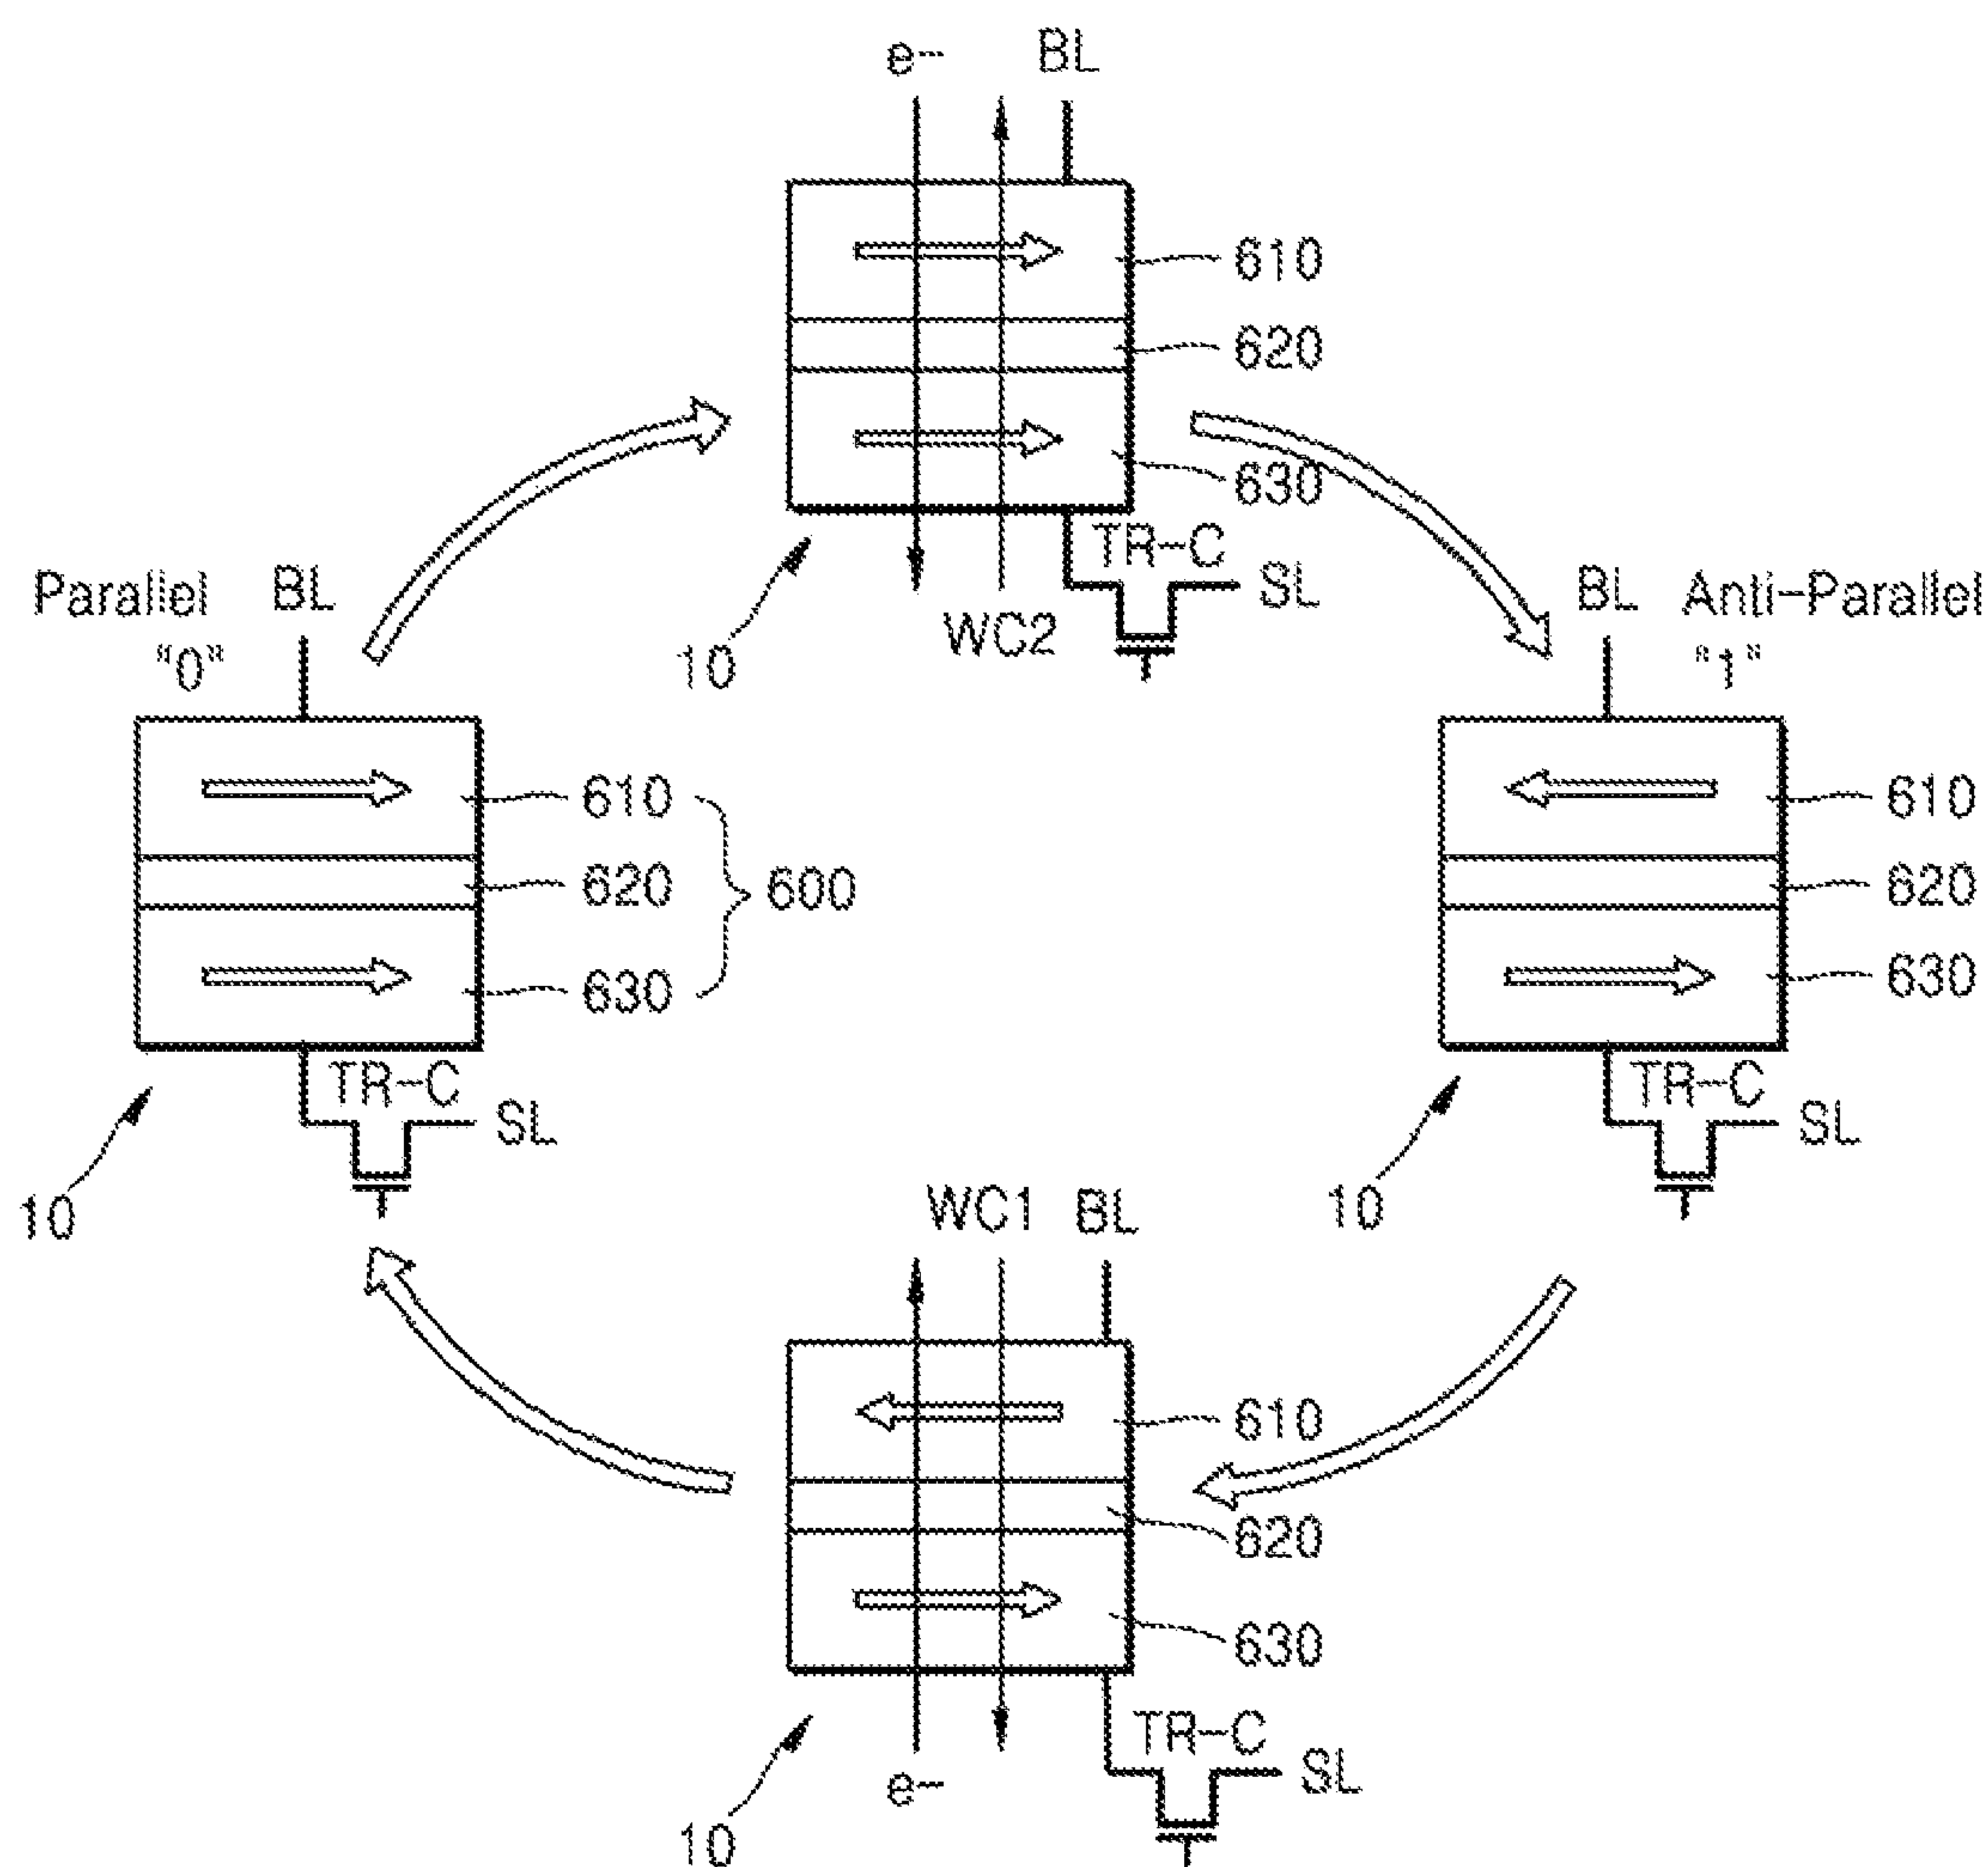 e- BL
610
620
630
TR-C
SL
WC2
10
Parallel BL
"0"
610
620 600
630
TR-C
SL
10
BL Anti-Parallel
"1"
610
620
630
TR-C
SL
10
WC1 BL
610
620
630
TR-C
SL
e-
10